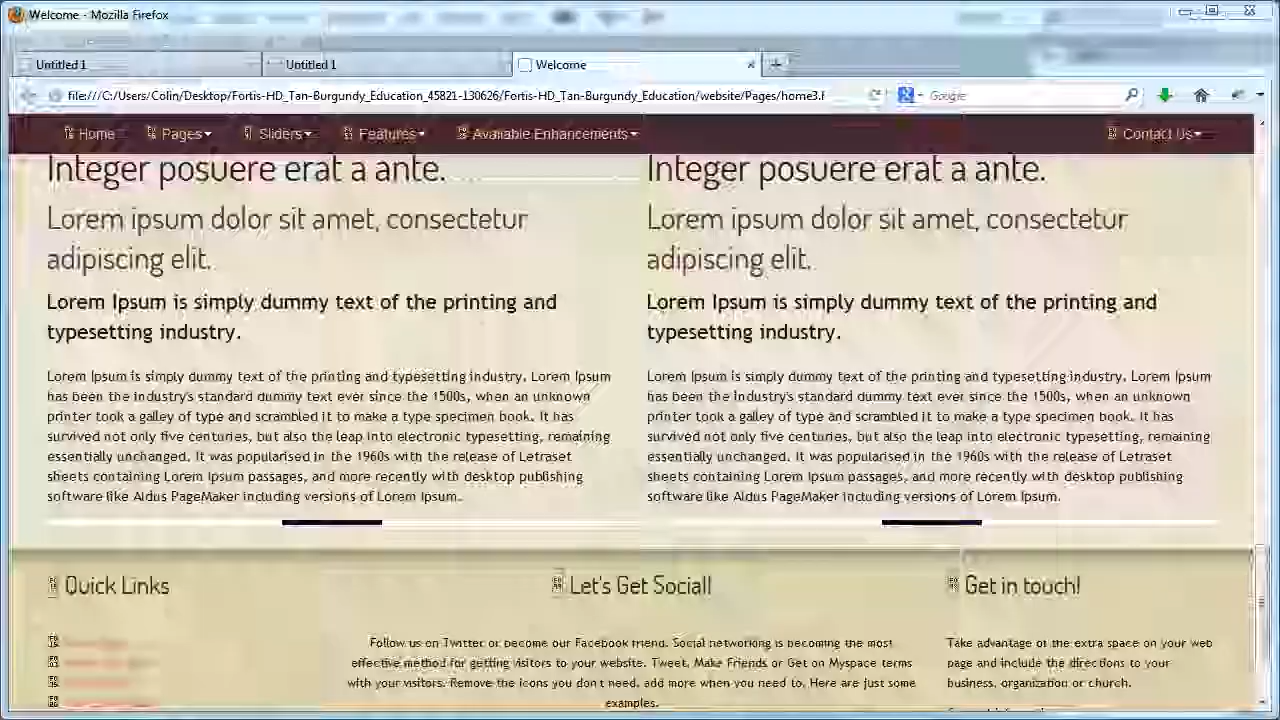 Welcome - Mozilla Firefox
Untitled 1
Untitled 1
Welcome
file:///C:/Users/Colin/Desktop/Fortis-HD_Tan-Burgundy_Education_45821-130626/Fortis-HD_Tan-Burgundy_Education/website/Pages/home3.h
Google
Home
Pages
Sliders
Features
Available Enhancements
Contact Us
Integer posuere erat a ante.
Lorem ipsum dolor sit amet, consectetur
adipiscing elit.
Lorem Ipsum is simply dummy text of the printing and
typesetting industry.
Lorem Ipsum is simply dummy text of the printing and typesetting industry. Lorem Ipsum
has been the industry's standard dummy text ever since the 1500s, when an unknown
printer took a galley of type and scrambled it to make a type specimen book. It has
survived not only five centuries, but also the leap into electronic typesetting, remaining
essentially unchanged. It was popularised in the 1960s with the release of Letraset
sheets containing Lorem Ipsum passages, and more recently with desktop publishing
software like Aldus PageMaker including versions of Lorem Ipsum.
Integer posuere erat a ante.
Lorem ipsum dolor sit amet, consectetur
adipiscing elit.
Lorem Ipsum is simply dummy text of the printing and
typesetting industry.
Lorem Ipsum is simply dummy text of the printing and typesetting industry. Lorem Ipsum
has been the industry's standard dummy text ever since the 1500s, when an unknown
printer took a galley of type and scrambled it to make a type specimen book. It has
survived not only five centuries, but also the leap into electronic typesetting, remaining
essentially unchanged. It was popularised in the 1960s with the release of Letraset
sheets containing Lorem Ipsum passages, and more recently with desktop publishing
software like Aldus PageMaker including versions of Lorem Ipsum.
Quick Links
Let's Get Social!
Follow us on Twitter or become our Facebook friend. Social networking is becoming the most
effective method for getting visitors to your website. Tweet, Make Friends or Get on Myspace terms
with your visitors. Remove the icons you don't need, add more when you need to. Here are just some
examples.
Get in touch!
Take advantage of the extra space on your web
page and include the directions to your
business, organization or church.